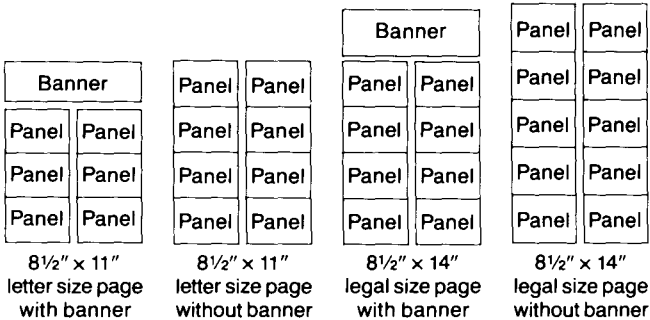 Banner
Panel Panel
Panel Panel
Panel Panel
8½" x 11"
letter size page
with banner
Panel Panel
Panel Panel
Panel Panel
Panel Panel
8½" x 11"
letter size page
without banner
Banner
Panel Panel
Panel Panel
Panel Panel
Panel Panel
8½" x 14"
legal size page
with banner
Panel Panel
Panel Panel
Panel Panel
Panel Panel
Panel Panel
8½" x 14"
legal size page
without banner